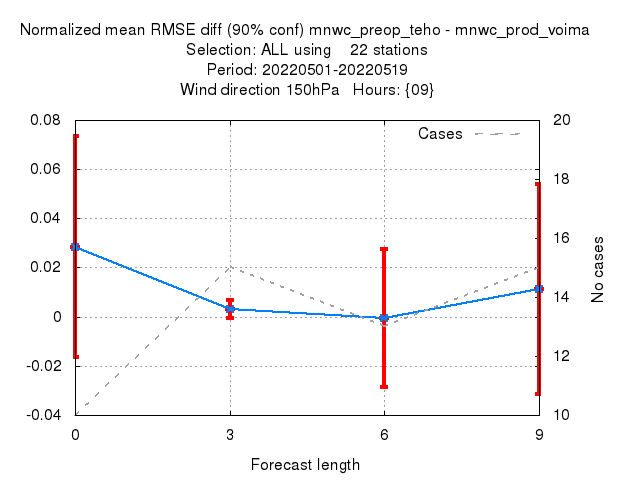 Normalized mean RMSE diff (90% conf) mnwc_preop_teho - mnwc_prod_voima
Selection: ALL using    22 stations
Period: 20220501-20220519
Wind direction 150hPa   Hours: {09}
Cases
0.08
0.06
0.04
0.02
0
-0.02
-0.04
20
18
16
14
12
10
No cases
0 3 6 9
Forecast length